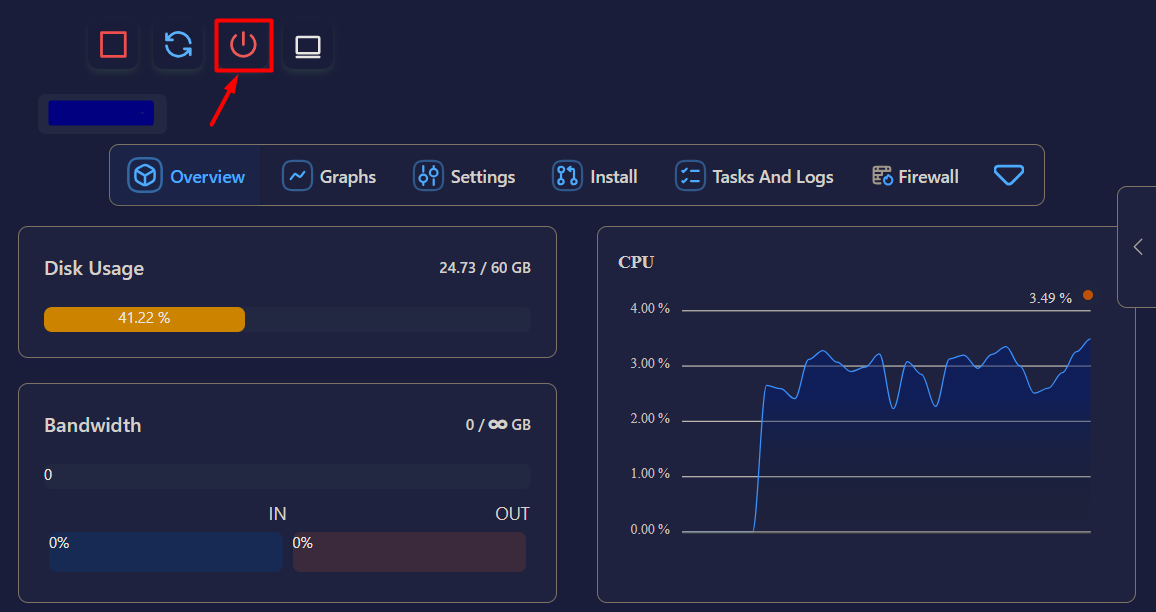 Overview
Graphs
Settings
Install
Tasks And Logs
Firewall
Disk Usage
24.73 / 60 GB
41.22 %
Bandwidth
0 / ∞ GB
0
IN
OUT
0%
0%
CPU
3.49 %
4.00 %
3.00 %
2.00 %
1.00 %
0.00 %